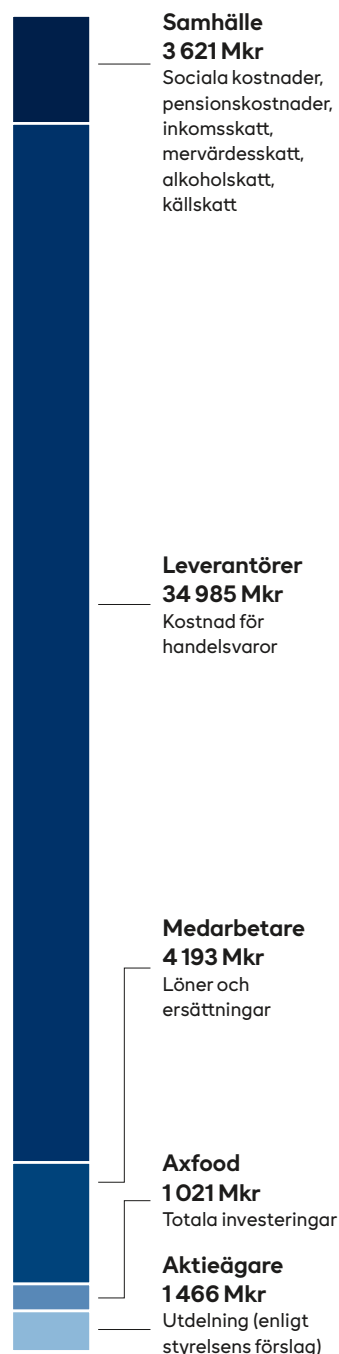 Samhälle
3 621 Mkr
Sociala kostnader,
pensionskostnader,
inkomsskatt,
mervärdesskatt,
alkoholskatt,
källskatt
Leverantörer
34 985 Mkr
Kostnad för
handelsvaror
Medarbetare
4 193 Mkr
Löner och
ersättningar
Axfood
1 021 Mkr
Totala investeringar
Aktieägare
1 466 Mkr
Utdelning (enligt
styrelsens förslag)